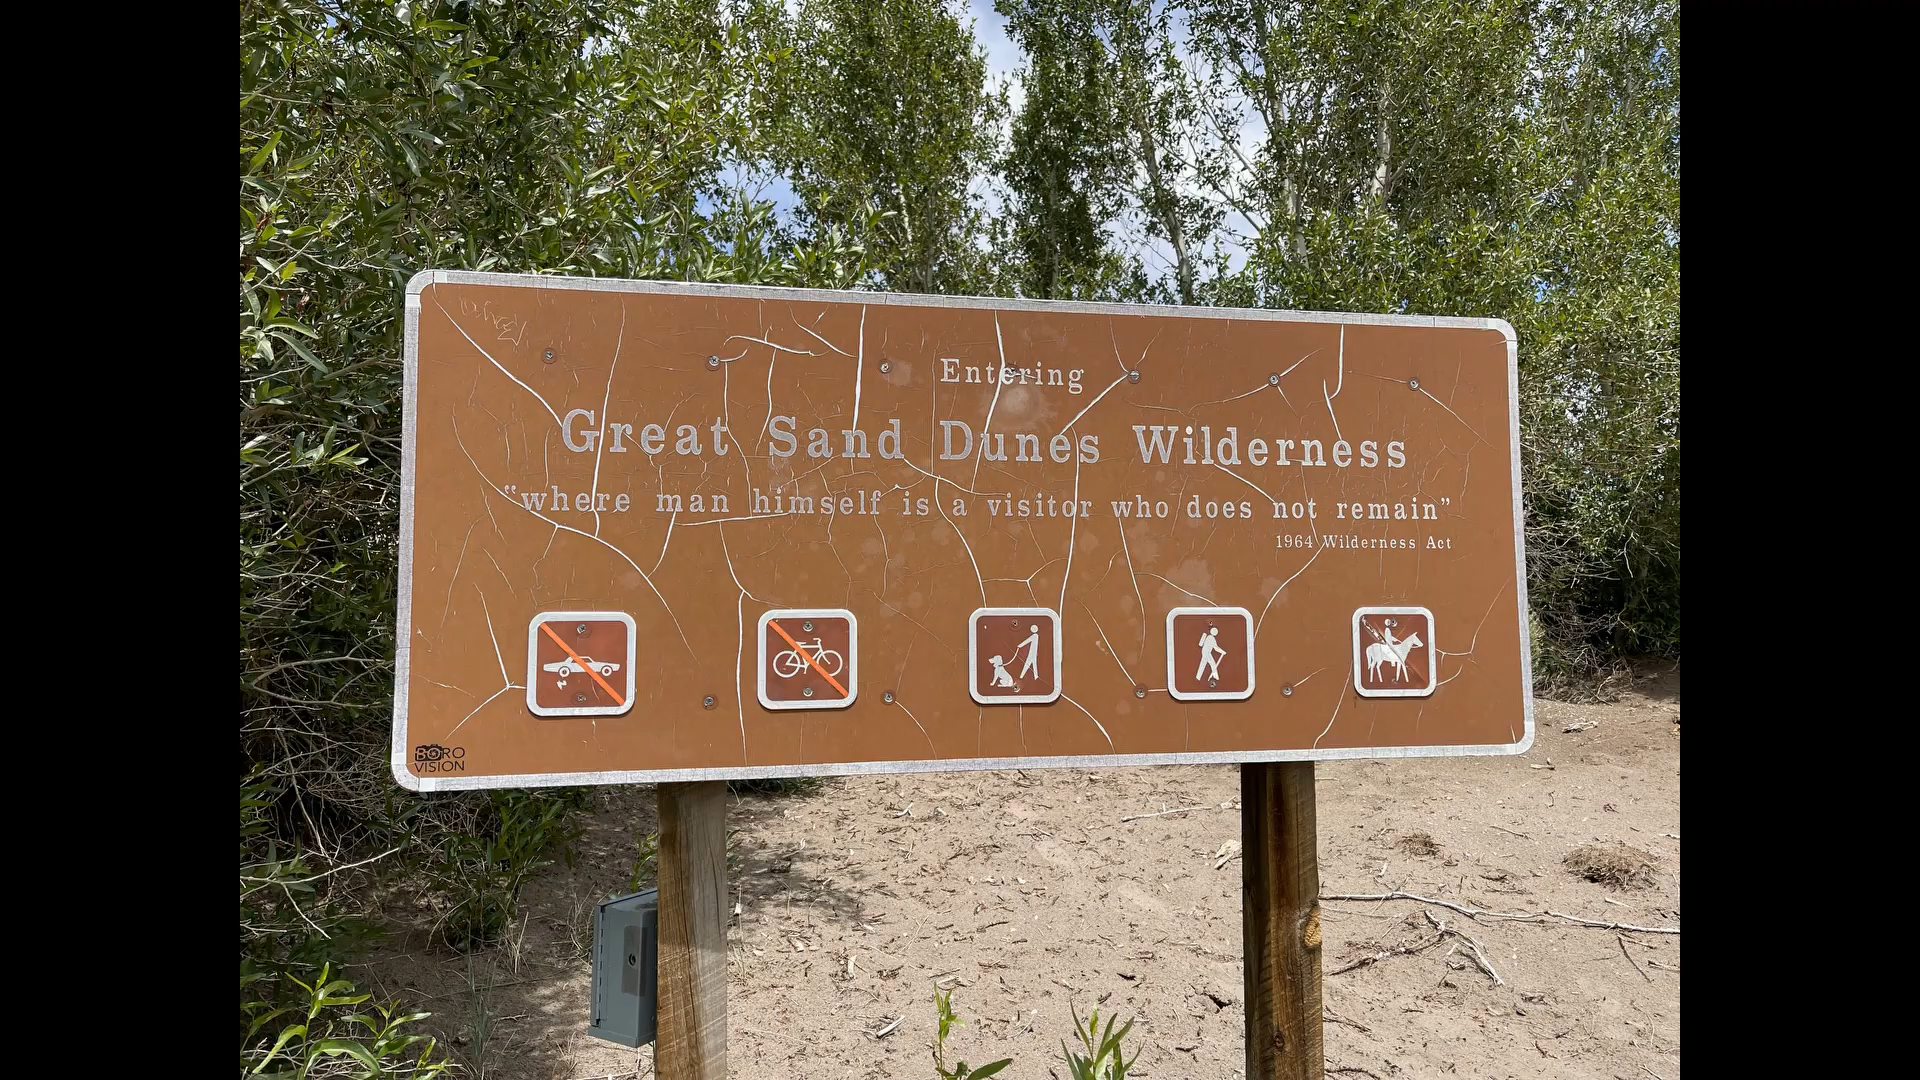 Entering
Great Sand Dunes Wilderness
"where man himself is a visitor who does not remain"
1964 Wilderness Act
BORO
VISION